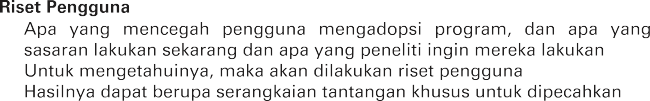 Riset Pengguna
Apa yang mencegah pengguna mengadopsi program, dan apa yang
sasaran lakukan sekarang dan apa yang peneliti ingin mereka lakukan
Untuk mengetahuinya, maka akan dilakukan riset pengguna
Hasilnya dapat berupa serangkaian tantangan khusus untuk dipecahkan